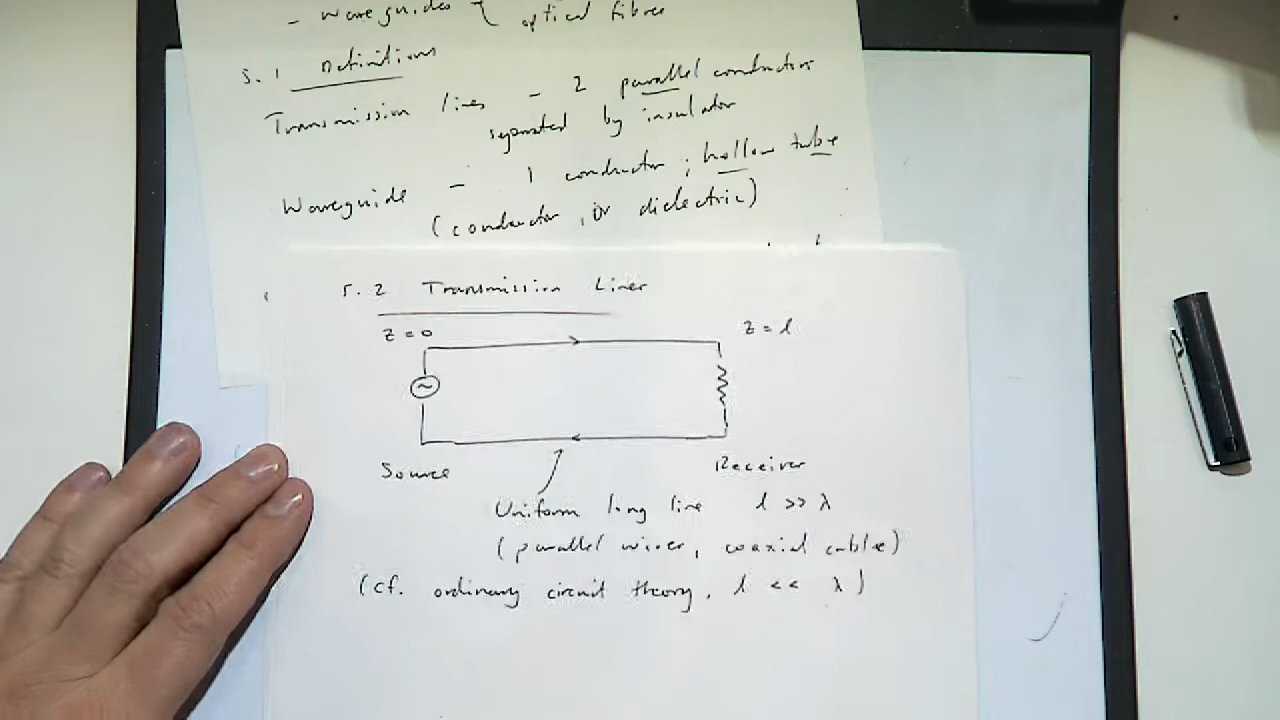 - Waveguides { optical fibres
5.1 Definitions
Transmission lines - 2 parallel conductors
separated by insulator
Waveguide - 1 conductor, hollow tube
(conductor, or dielectric)
5.2 Transmission Lines
z = 0 z = l
~
Source Receiver
Uniform long line l >> λ
(parallel wires, coaxial cables)
(cf. ordinary circuit theory, l << λ)